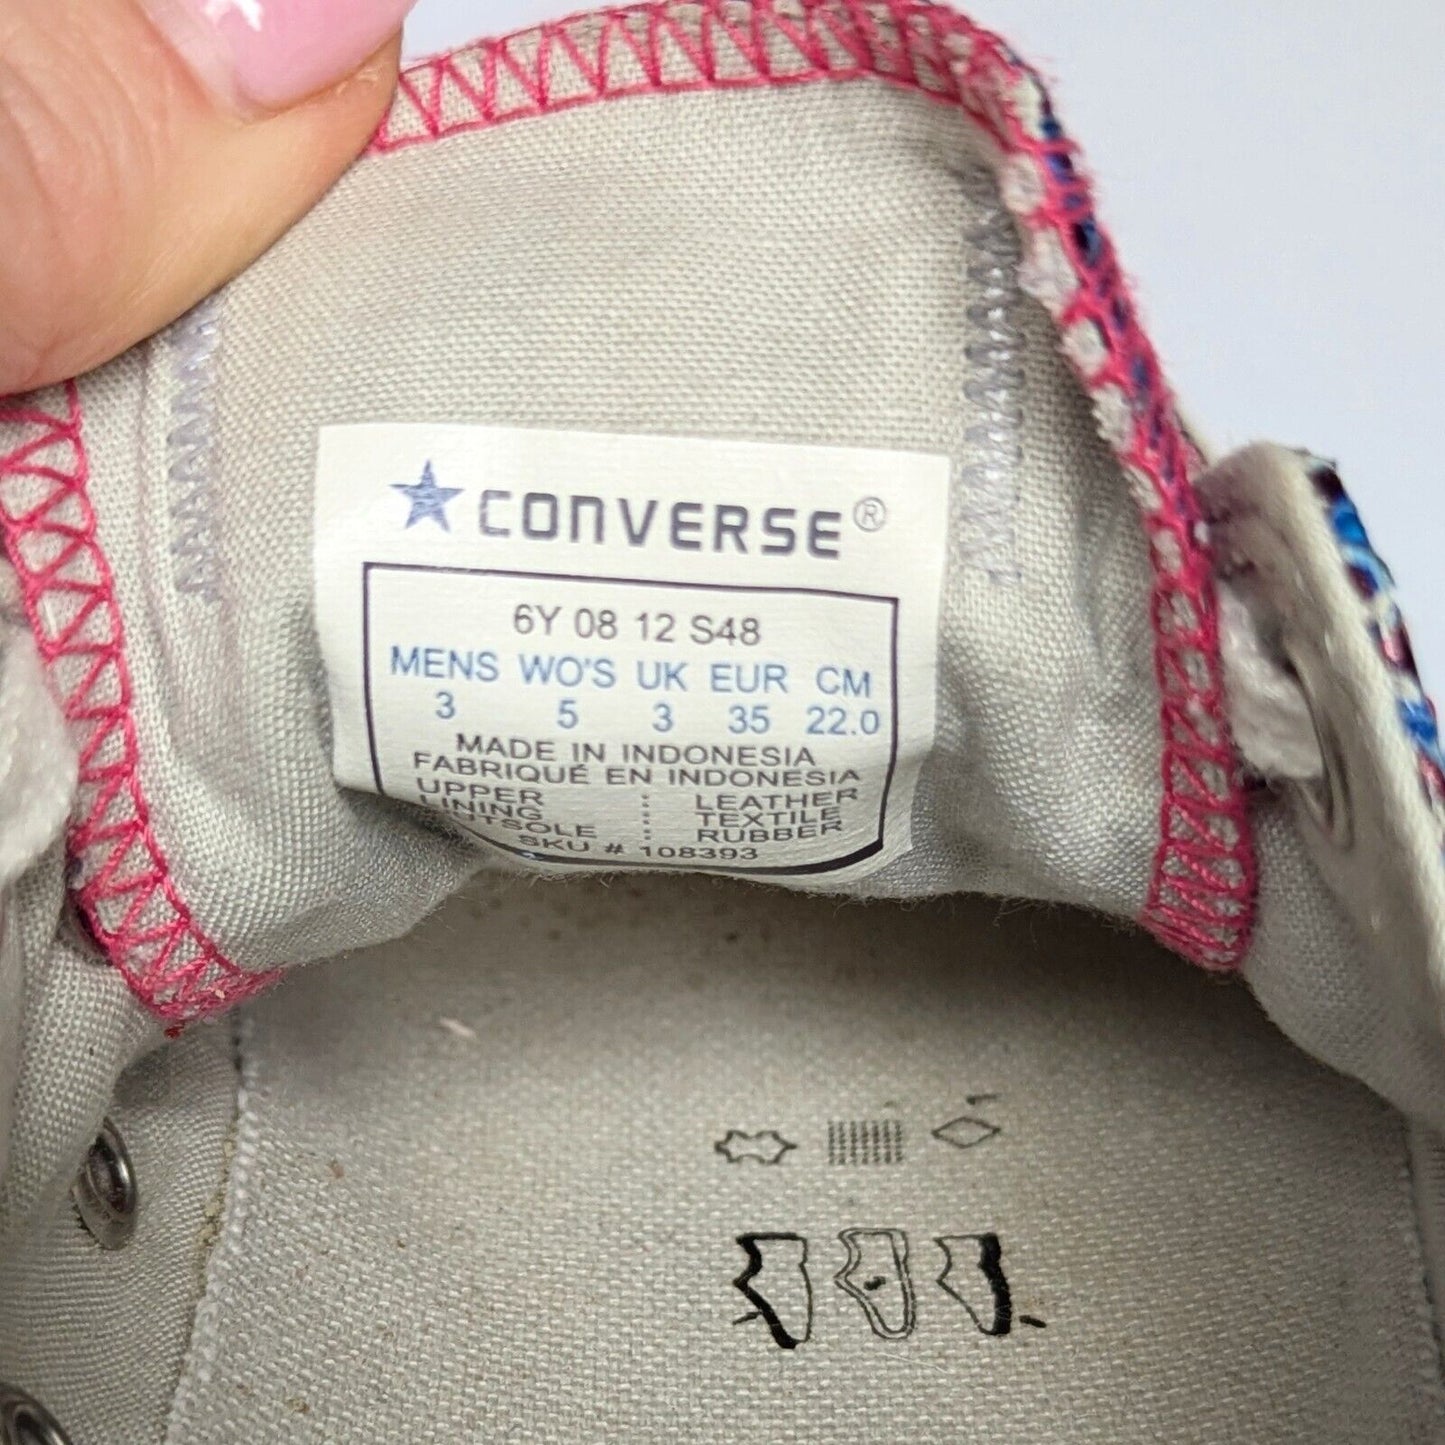 CONVERSE®
6Y 08 12 S48
MENS WO'S UK EUR CM
3 5 3 35 22.0
MADE IN INDONESIA
FABRIQUÉ EN INDONESIA
UPPER : LEATHER
LINING : TEXTILE
OUTSOLE : RUBBER
SKU # 108393